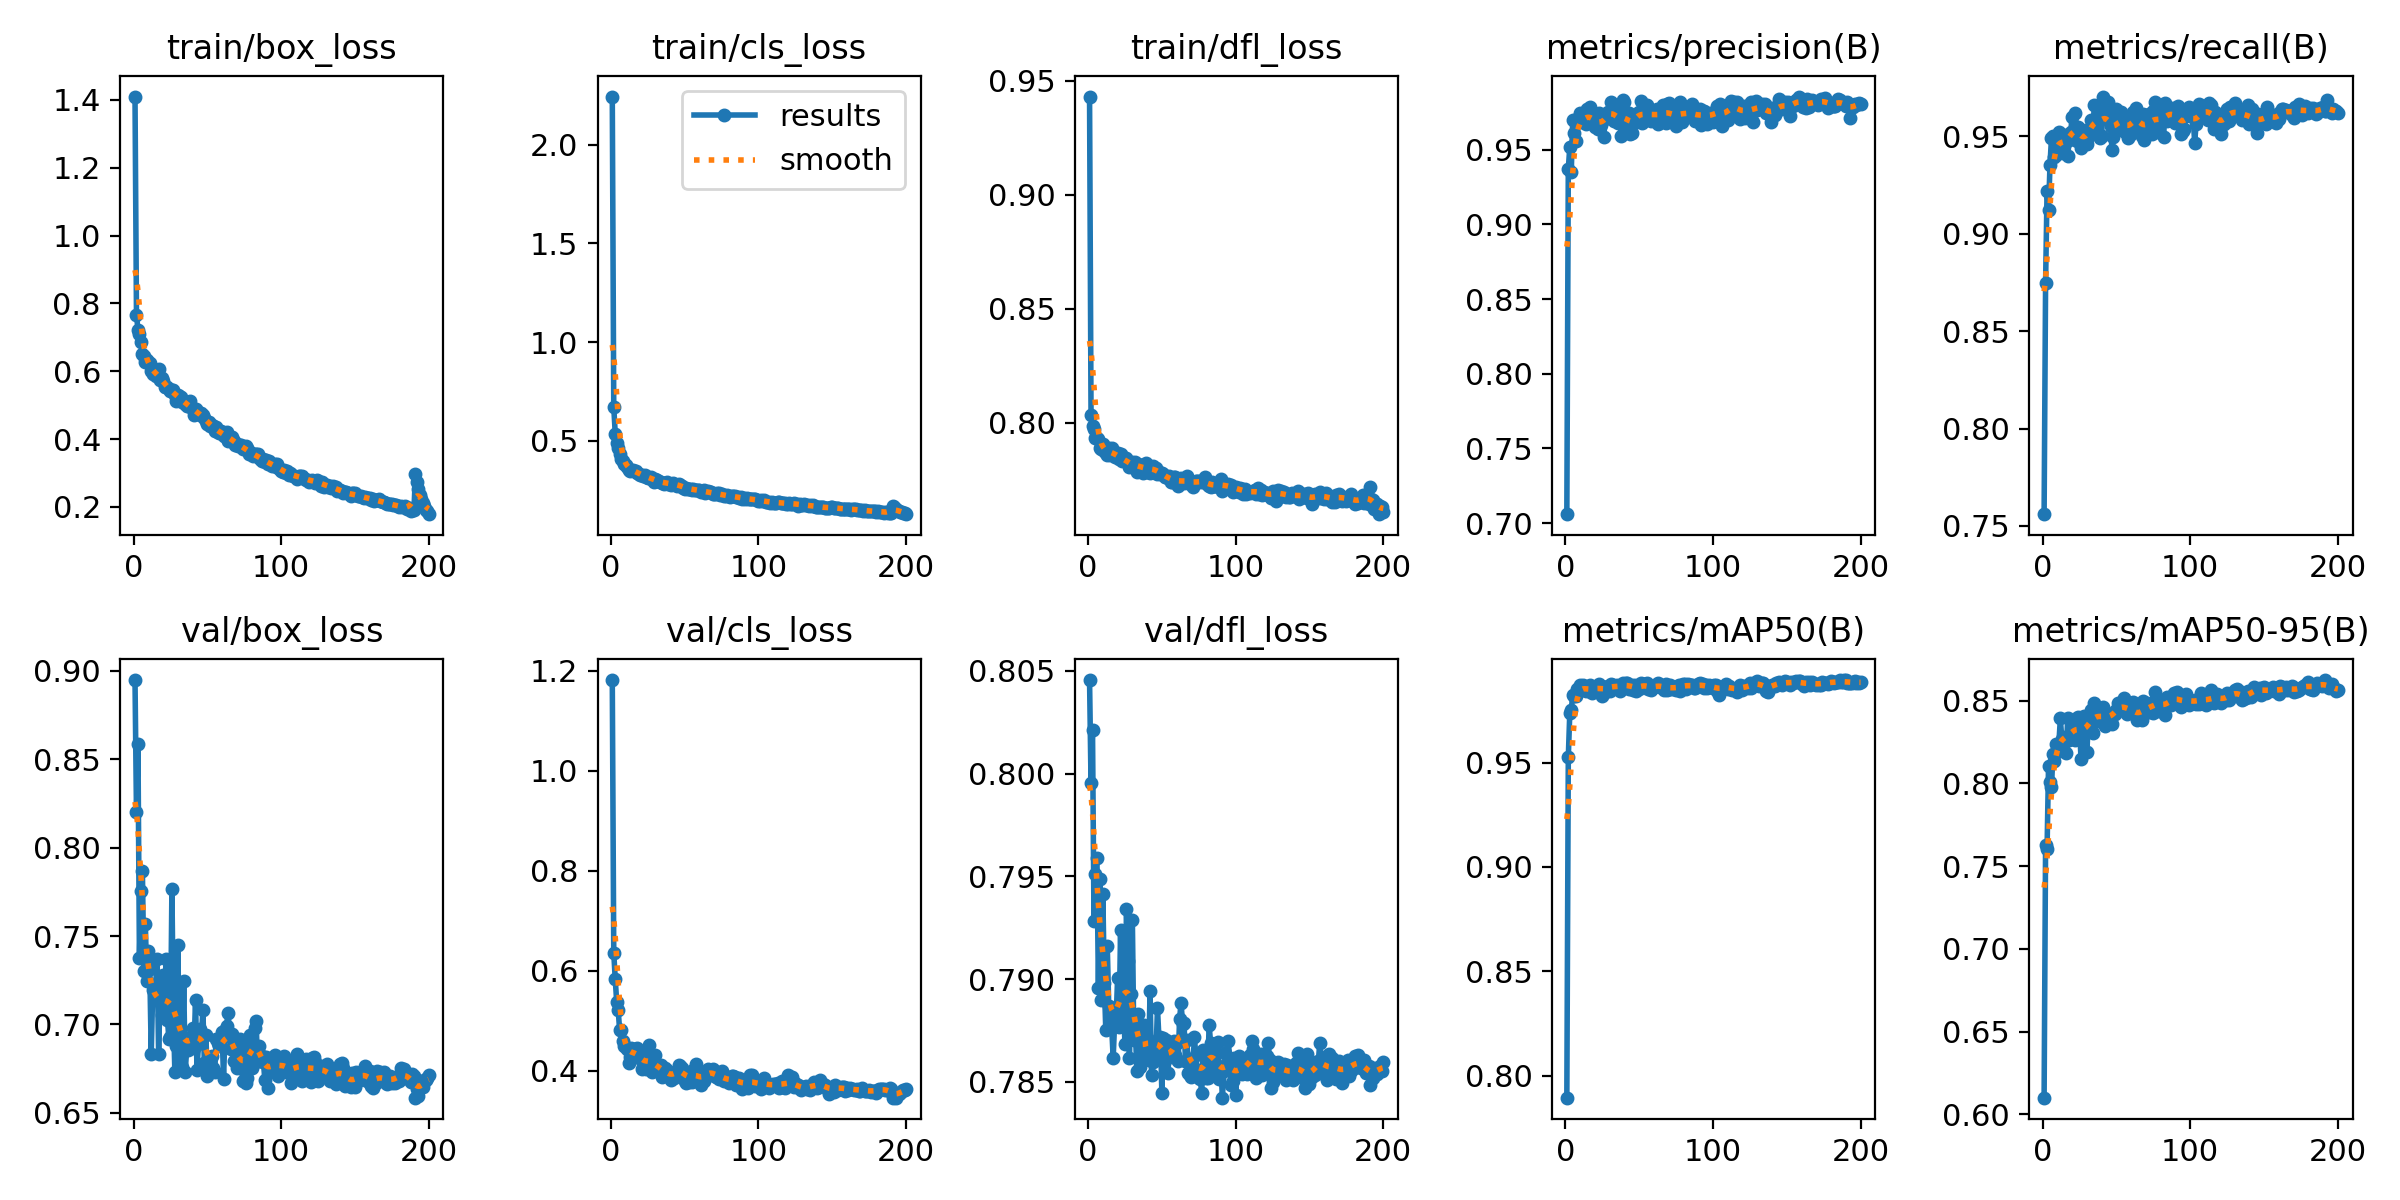 train/box_loss
1.4
1.2
1.0
0.8
0.6
0.4
0.2
0 100 200
train/cls_loss
results
smooth
2.0
1.5
1.0
0.5
0 100 200
train/dfl_loss
0.95
0.90
0.85
0.80
0 100 200
metrics/precision(B)
0.95
0.90
0.85
0.80
0.75
0.70
0 100 200
metrics/recall(B)
0.95
0.90
0.85
0.80
0.75
0 100 200
val/box_loss
0.90
0.85
0.80
0.75
0.70
0.65
0 100 200
val/cls_loss
1.2
1.0
0.8
0.6
0.4
0 100 200
val/dfl_loss
0.805
0.800
0.795
0.790
0.785
0 100 200
metrics/mAP50(B)
0.95
0.90
0.85
0.80
0 100 200
metrics/mAP50-95(B)
0.85
0.80
0.75
0.70
0.65
0.60
0 100 200